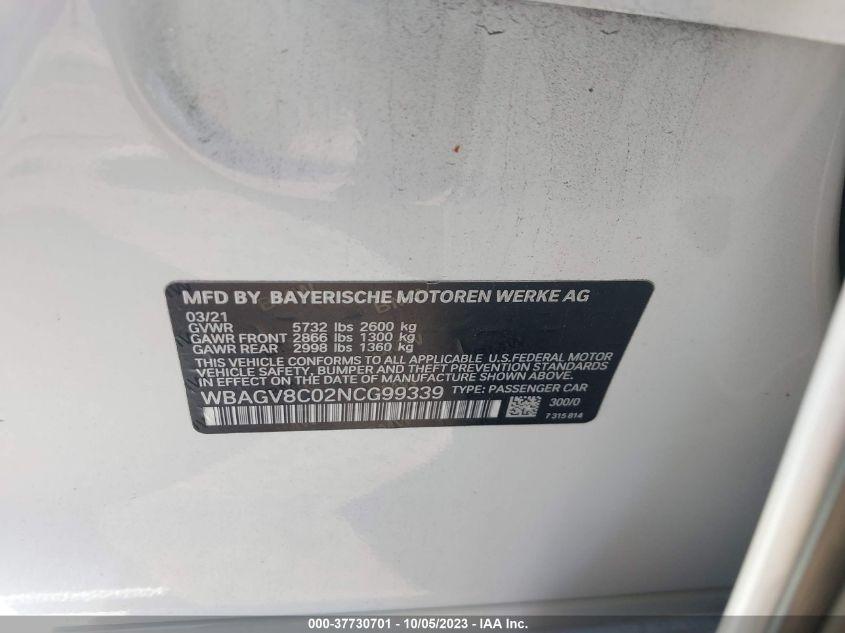 MFD BY BAYERISCHE MOTOREN WERKE AG
03/21
GVWR 5732 lbs 2600 kg
GAWR FRONT 2866 lbs 1300 kg
GAWR REAR 2998 lbs 1360 kg
THIS VEHICLE CONFORMS TO ALL APPLICABLE U.S. FEDERAL MOTOR
VEHICLE SAFETY, BUMPER AND THEFT PREVENTION STANDARDS
IN EFFECT ON THE DATE OF MANUFACTURE SHOWN ABOVE.
WBAGV8C02NCG99339 TYPE: PASSENGER CAR
300/0
7 315 814
000-37730701 - 10/05/2023 - IAA Inc.